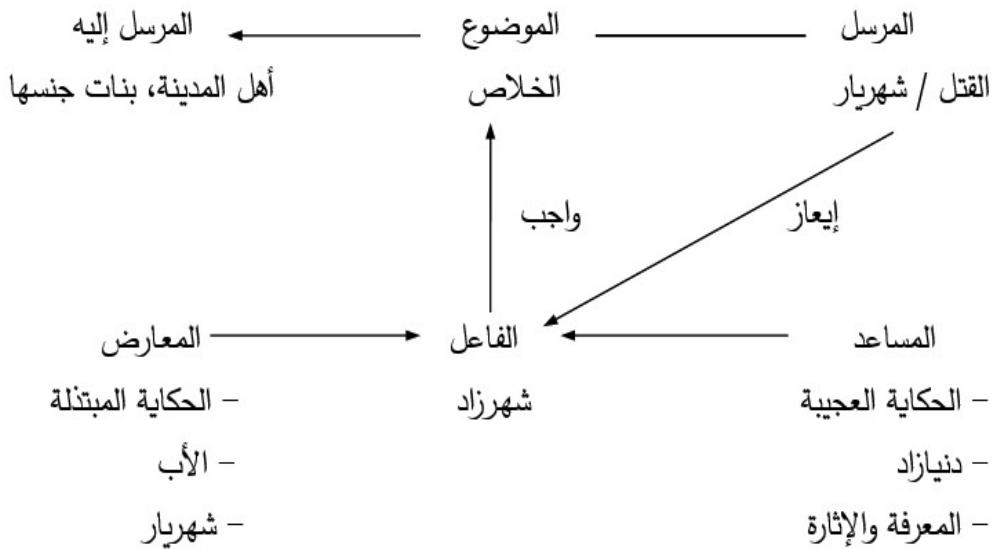 المرسل الموضوع المرسل إليه
القتل / شهريار الخلاص أهل المدينة، بنات جنسها
إيعاز واجب
المساعد الفاعل المعارض
– الحكاية العجيبة شهرزاد – الحكاية المبتذلة
– دنيازاد – الأب
– المعرفة والإثارة – شهريار